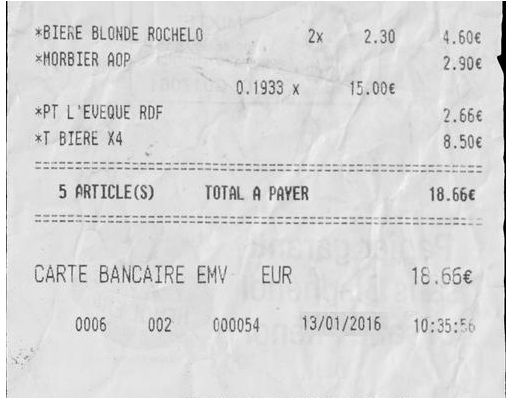 *BIERE BLONDE ROCHELO 2x 2.30 4.60€
*MORBIER AOP 2.90€
0.1933 x 15.00€
*PT L'EVEQUE RDF 2.66€
*T BIERE X4 8.50€
5 ARTICLE(S) TOTAL A PAYER 18.66€
CARTE BANCAIRE EMV EUR 18.66€
0006 002 000054 13/01/2016 10:35:56